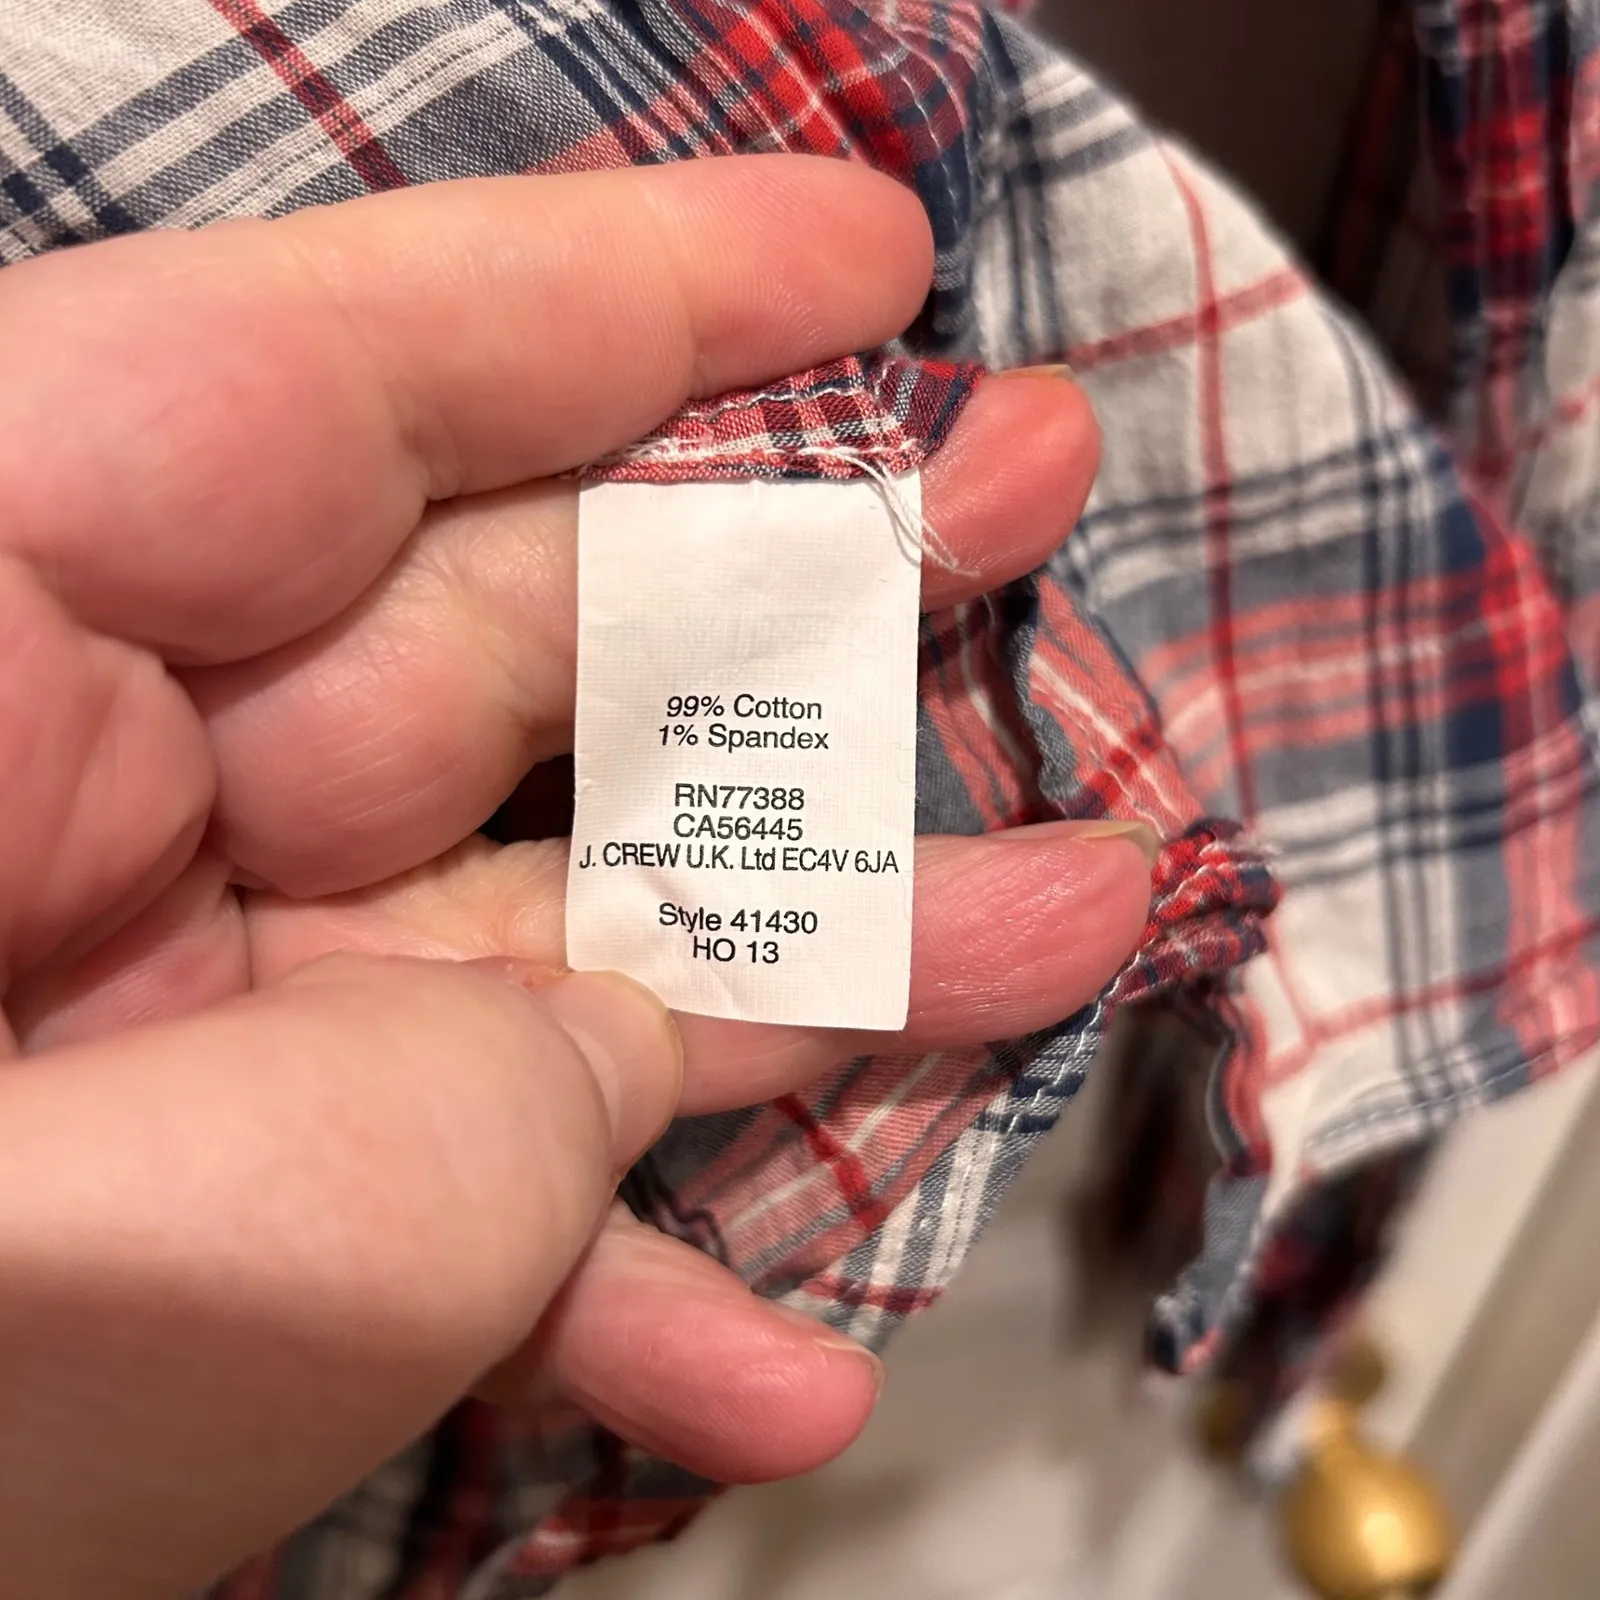 99% Cotton
1% Spandex
RN77388
CA56445
J. CREW U.K. Ltd EC4V 6JA
Style 41430
HO 13